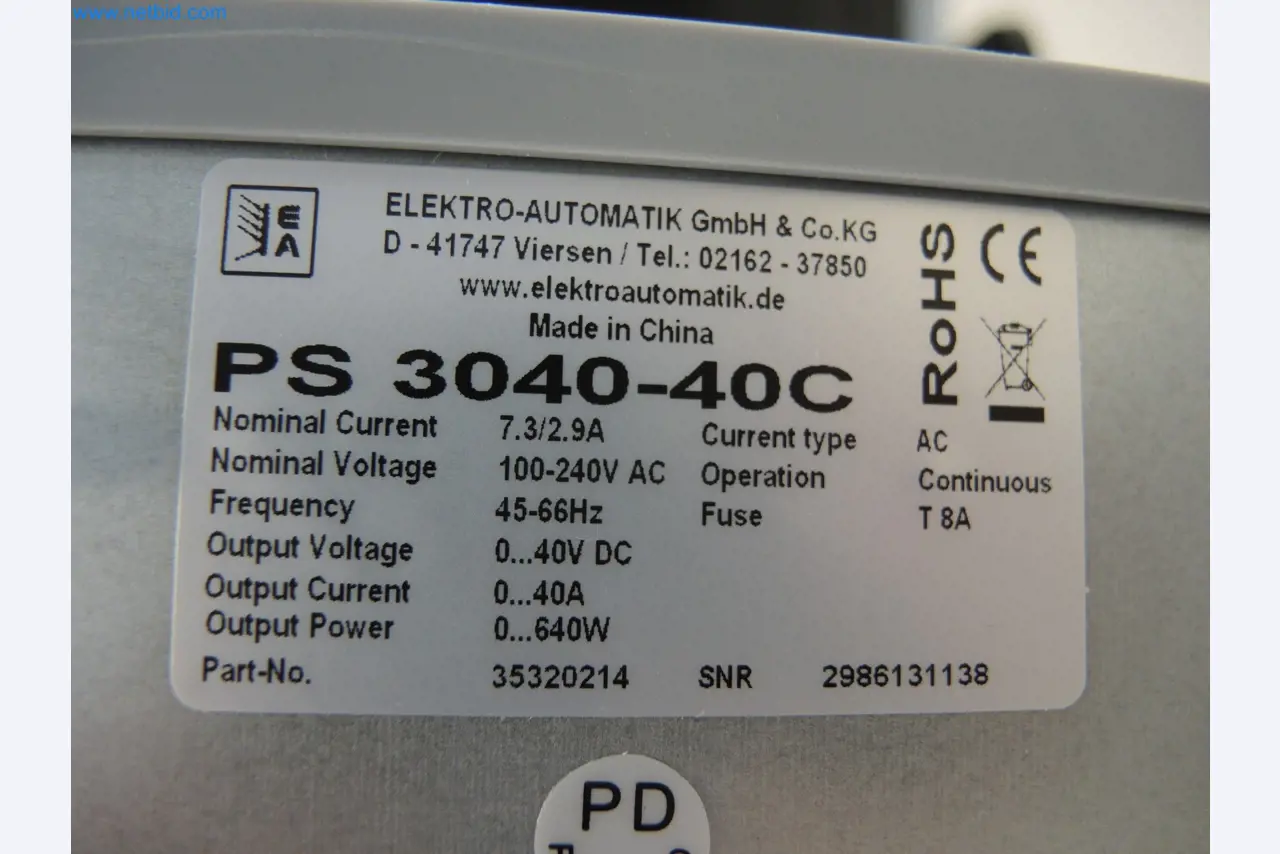 www.netbid.com
EA
ELEKTRO-AUTOMATIK GmbH & Co.KG
D - 41747 Viersen / Tel.: 02162 - 37850
www.elektroautomatik.de
Made in China
RoHS
CE
PS 3040-40C
Nominal Current 7.3/2.9A Current type AC
Nominal Voltage 100-240V AC Operation Continuous
Frequency 45-66Hz Fuse T 8A
Output Voltage 0...40V DC
Output Current 0...40A
Output Power 0...640W
Part-No. 35320214 SNR 2986131138
PD